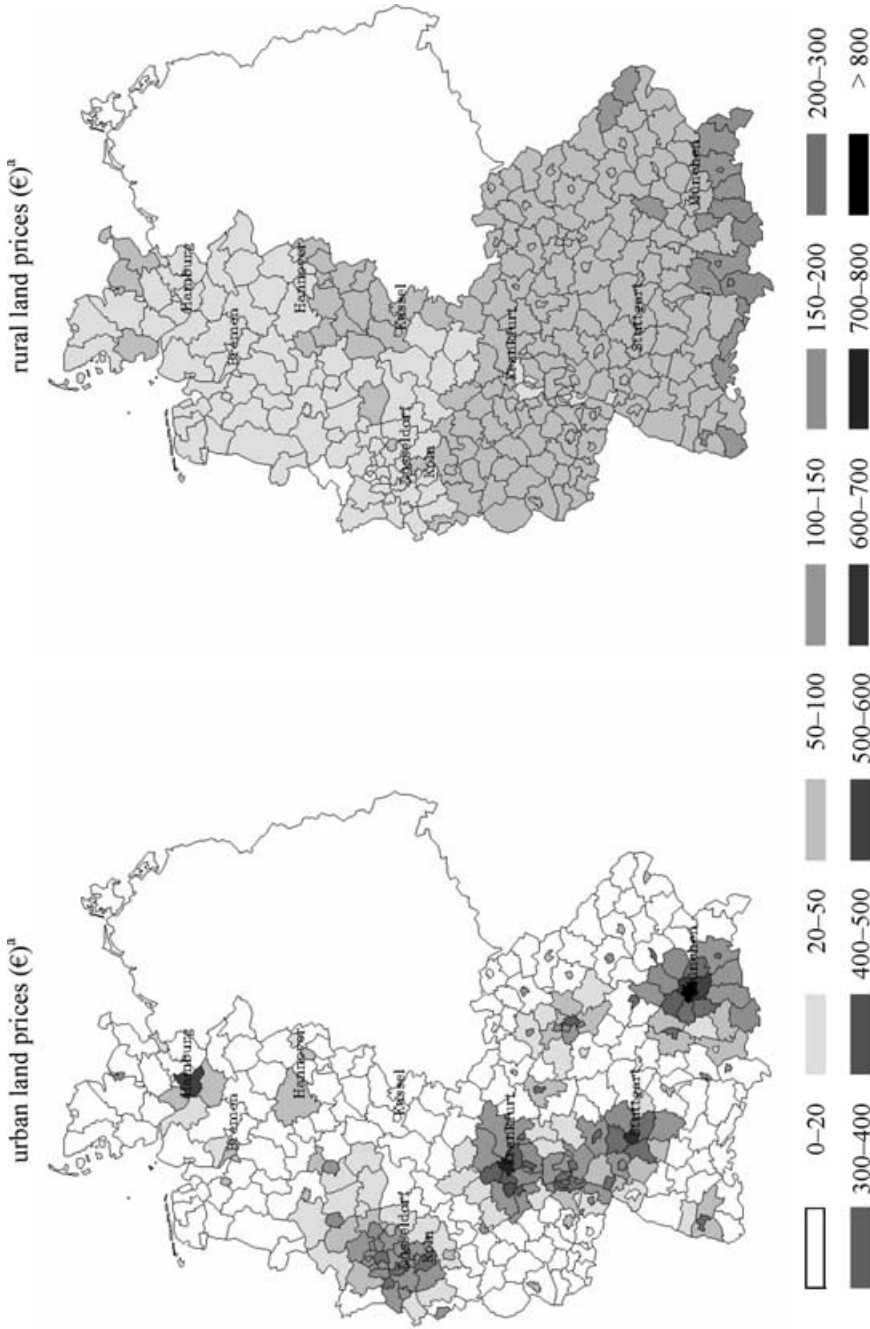 urban land prices (€)ᵃ
Hamburg
Bremen
Hannover
Kassel
Düsseldorf
Köln
Frankfurt
Stuttgart
München
rural land prices (€)ᵃ
Hamburg
Bremen
Hannover
Kassel
Düsseldorf
Köln
Frankfurt
Stuttgart
München
0–20 20–50 50–100 100–150 150–200 200–300
300–400 400–500 500–600 600–700 700–800 > 800